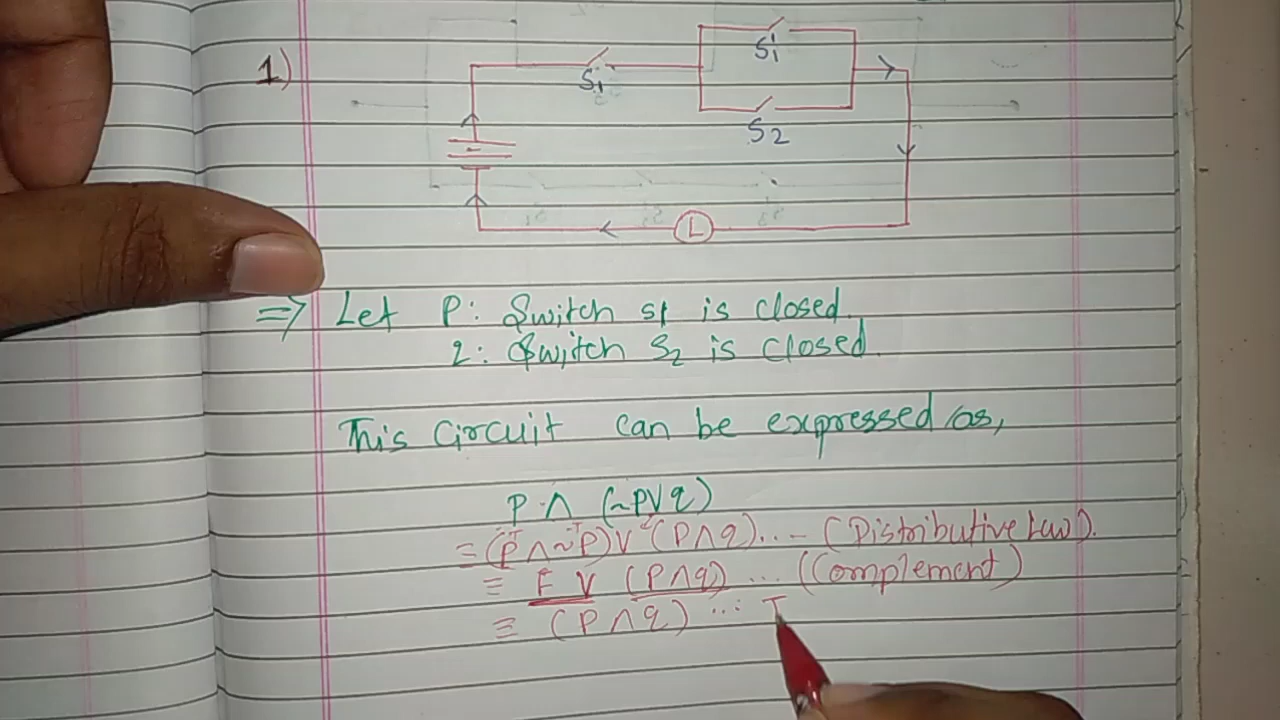 1)
S₁'
S₁
S2
L
=> Let P: Switch S1 is closed.
q: Switch S2 is closed.
This circuit can be expressed as,
P ∧ (~P∨q)
≡ (P ∧ ~P) ∨ (P∧q)... (Distributive Law).
≡ F ∨ (P∧q) ... (Complement)
≡ (P∧q) ... I